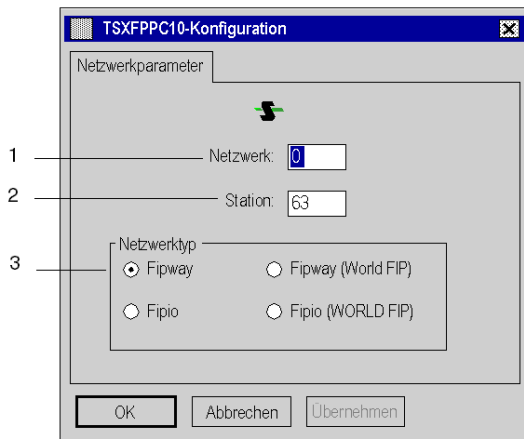 TSXFPPC10-Konfiguration
Netzwerkparameter
1
Netzwerk: 0
2
Station: 63
Netzwerktyp
3
Fipway Fipway (World FIP)
Fipio Fipio (WORLD FIP)
OK Abbrechen Übernehmen